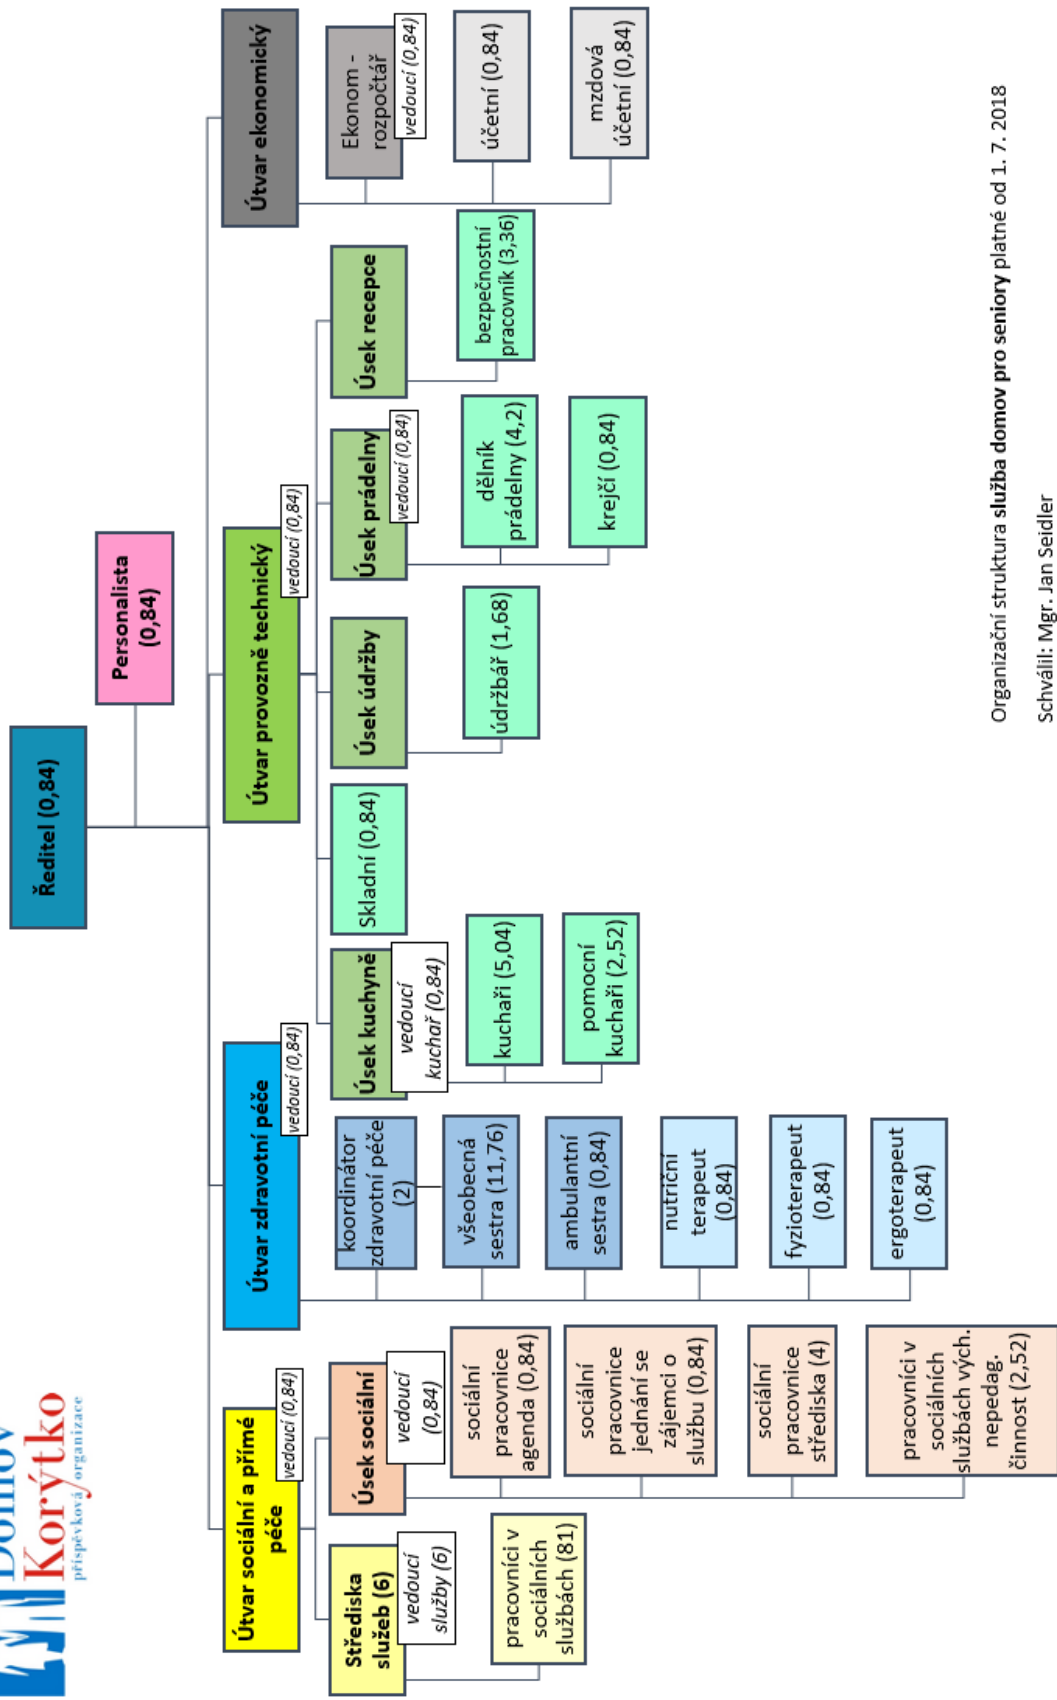 Domov
Korýtko
příspěvková organizace
Ředitel (0,84)
Personalista
(0,84)
Útvar sociální a přímé
péče
vedoucí (0,84)
Střediska
služeb (6)
vedoucí
služby (6)
pracovníci v
sociálních
službách (81)
Úsek sociální
vedoucí
(0,84)
sociální
pracovnice
agenda (0,84)
sociální
pracovnice
jednání se
zájemci o
službu (0,84)
sociální
pracovnice
střediska (4)
pracovníci v
sociálních
službách vých.
nepedag.
činnost (2,52)
Útvar zdravotní péče
vedoucí (0,84)
koordinátor
zdravotní péče
(2)
všeobecná
sestra (11,76)
ambulantní
sestra (0,84)
nutriční
terapeut
(0,84)
fyzioterapeut
(0,84)
ergoterapeut
(0,84)
Útvar provozně technický
vedoucí (0,84)
Úsek kuchyně
vedoucí
kuchař (0,84)
kuchaři (5,04)
pomocní
kuchaři (2,52)
Skladní (0,84)
Úsek údržby
údržbář (1,68)
Úsek prádelny
vedoucí (0,84)
dělník
prádelny (4,2)
krejčí (0,84)
Úsek recepce
bezpečnostní
pracovník (3,36)
Útvar ekonomický
Ekonom -
rozpočtář
vedoucí (0,84)
účetní (0,84)
mzdová
účetní (0,84)
Organizační struktura služba domov pro seniory platné od 1. 7. 2018
Schválil: Mgr. Jan Seidler